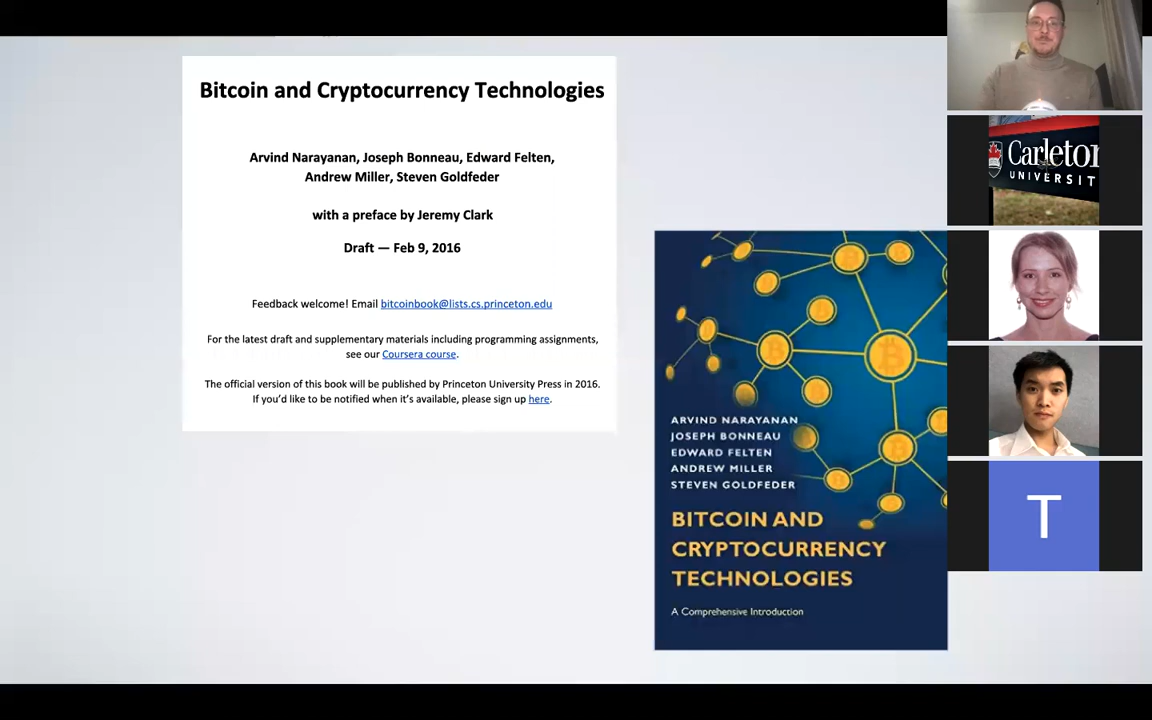 Bitcoin and Cryptocurrency Technologies
Arvind Narayanan, Joseph Bonneau, Edward Felten,
Andrew Miller, Steven Goldfeder
with a preface by Jeremy Clark
Draft — Feb 9, 2016
Feedback welcome! Email bitcoinbook@lists.cs.princeton.edu
For the latest draft and supplementary materials including programming assignments,
see our Coursera course.
The official version of this book will be published by Princeton University Press in 2016.
If you'd like to be notified when it's available, please sign up here.
ARVIND NARAYANAN
JOSEPH BONNEAU
EDWARD FELTEN
ANDREW MILLER
STEVEN GOLDFEDER
BITCOIN AND
CRYPTOCURRENCY
TECHNOLOGIES
A Comprehensive Introduction
Carleton
UNIVERSIT
T